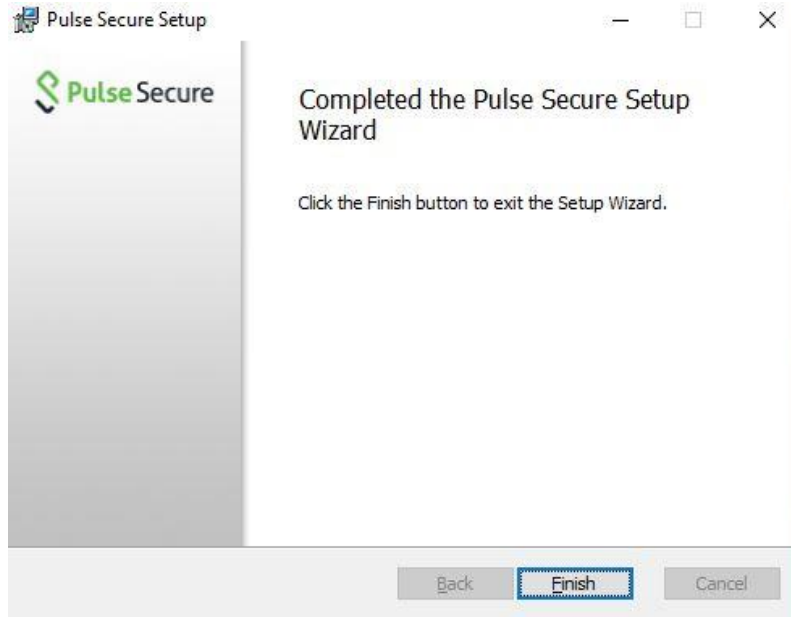 Pulse Secure Setup
Pulse Secure
Completed the Pulse Secure Setup
Wizard
Click the Finish button to exit the Setup Wizard.
Back
Finish
Cancel